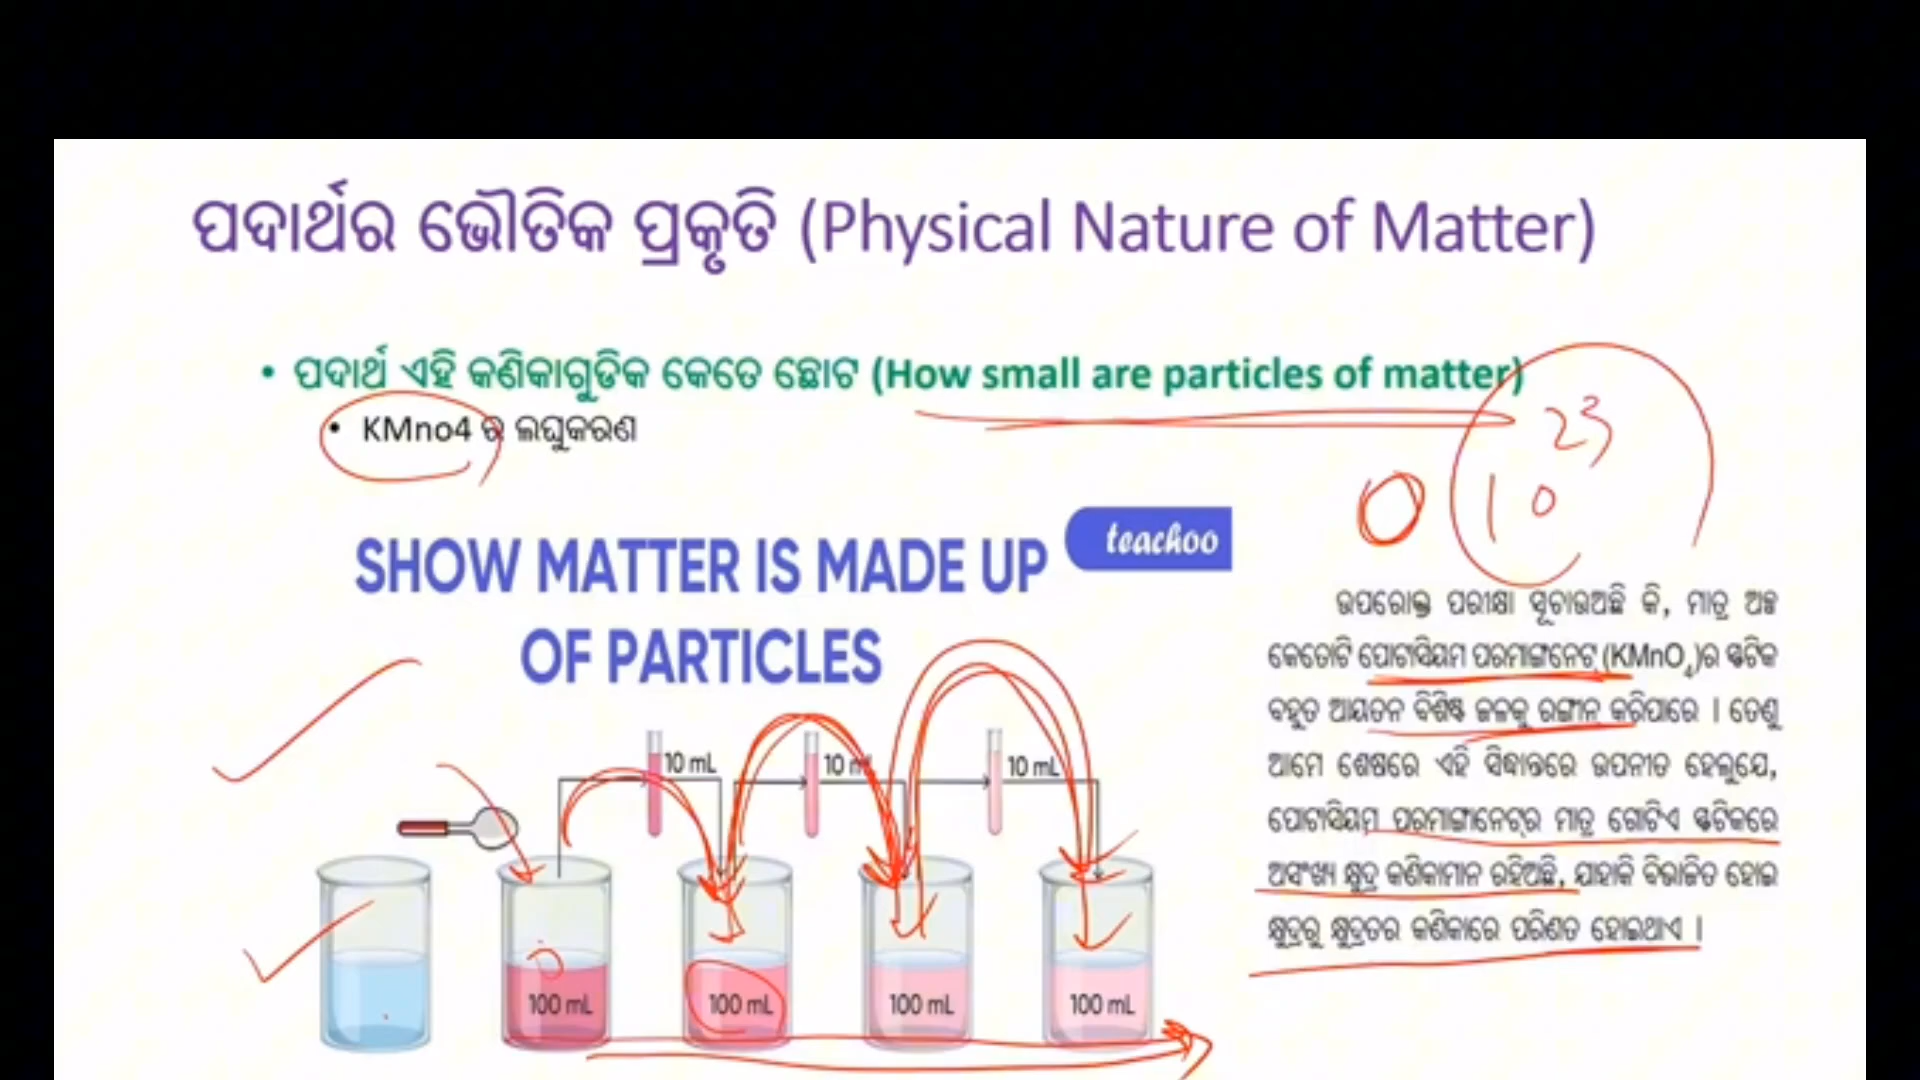 ପଦାର୍ଥର ଭୌତିକ ପ୍ରକୃତି (Physical Nature of Matter)
• ପଦାର୍ଥ ଏହି କଣିକାଗୁଡିକ କେତେ ଛୋଟ (How small are particles of matter)
• KMno4 ର ଲଘୁକରଣ
23
10
teachoo
SHOW MATTER IS MADE UP
OF PARTICLES
10 mL 10 mL 10 mL
100 mL 100 mL 100 mL 100 mL
ଉପରୋକ୍ତ ପରୀକ୍ଷା ସୂଚାଉଅଛି କି, ମାତ୍ର ଅଳ୍ପ
କେତୋଟି ପୋଟାସିୟମ ପରମାଙ୍ଗାନେଟ୍ (KMnO₄)ର ସ୍ଫଟିକ
ବହୁତ ଆୟତନ ବିଶିଷ୍ଟ ଜଳକୁ ରଙ୍ଗୀନ କରିପାରେ । ତେଣୁ
ଆମେ ଶେଷରେ ଏହି ସିଦ୍ଧାନ୍ତରେ ଉପନୀତ ହେଲୁଯେ,
ପୋଟାସିୟମ ପରମାଙ୍ଗାନେଟ୍‌ର ମାତ୍ର ଗୋଟିଏ ସ୍ଫଟିକରେ
ଅସଂଖ୍ୟ କ୍ଷୁଦ୍ର କଣିକାମାନ ରହିଅଛି, ଯାହାକି ବିଭାଜିତ ହୋଇ
କ୍ଷୁଦ୍ରରୁ କ୍ଷୁଦ୍ରତର କଣିକାରେ ପରିଣତ ହୋଇଥାଏ ।